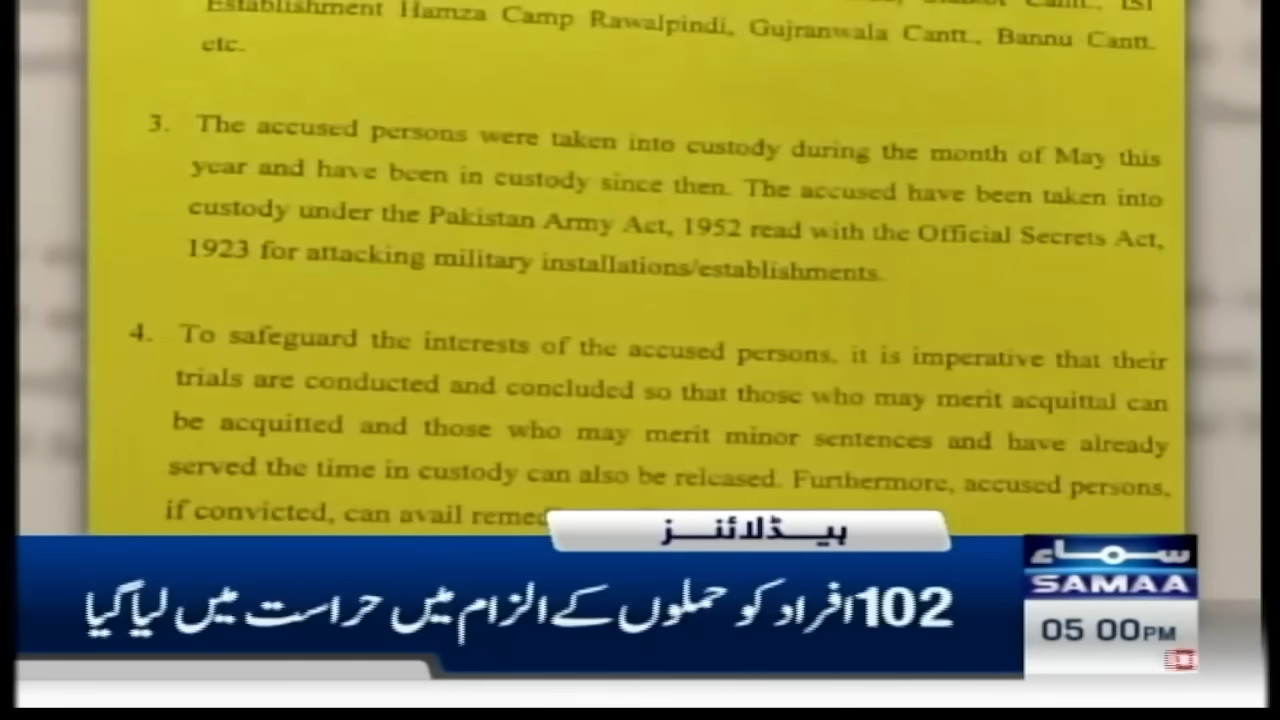 Cantt., ISI
Establishment Hamza Camp Rawalpindi, Gujranwala Cantt., Bannu Cantt.
etc.
3. The accused persons were taken into custody during the month of May this
year and have been in custody since then. The accused have been taken into
custody under the Pakistan Army Act, 1952 read with the Official Secrets Act,
1923 for attacking military installations/establishments.
4. To safeguard the interests of the accused persons, it is imperative that their
trials are conducted and concluded so that those who may merit acquittal can
be acquitted and those who may merit minor sentences and have already
served the time in custody can also be released. Furthermore, accused persons,
if convicted, can avail
ہیڈلائنز
102 افراد کو حملوں کے الزام میں حراست میں لیا گیا
سماء
SAMAA
05 00PM